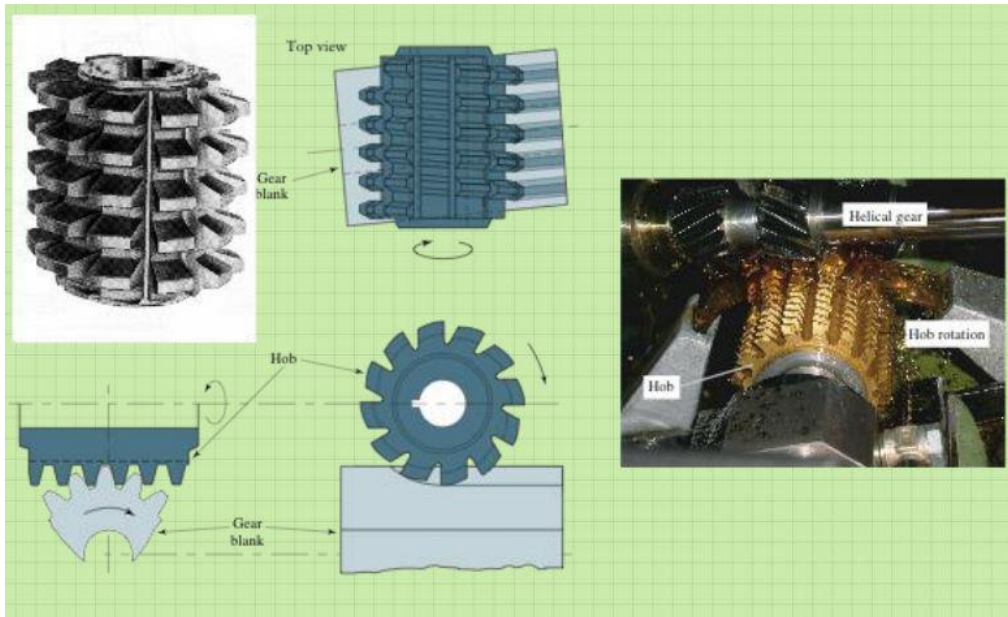 Top view
Gear
blank
Helical gear
Hob rotation
Hob
Hob
Gear
blank